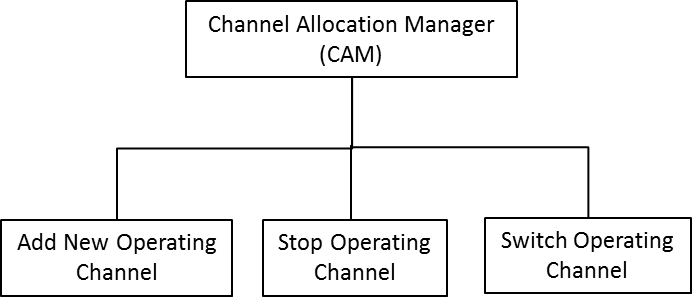 Channel Allocation Manager
(CAM)
Add New Operating
Channel
Stop Operating
Channel
Switch Operating
Channel